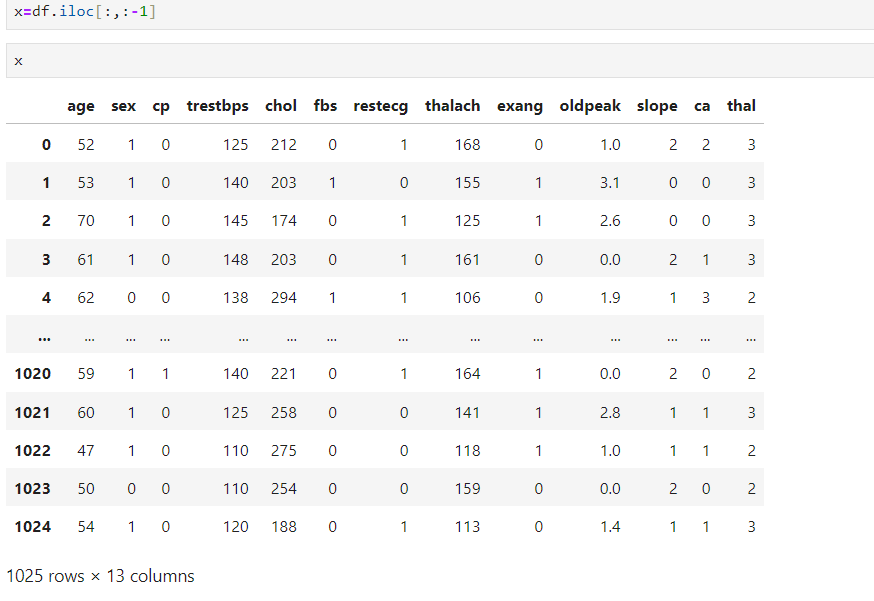 x=df.iloc[:,:-1]
x
age sex cp trestbps chol fbs restecg thalach exang oldpeak slope ca thal
0 52 1 0 125 212 0 1 168 0 1.0 2 2 3
1 53 1 0 140 203 1 0 155 1 3.1 0 0 3
2 70 1 0 145 174 0 1 125 1 2.6 0 0 3
3 61 1 0 148 203 0 1 161 0 0.0 2 1 3
4 62 0 0 138 294 1 1 106 0 1.9 1 3 2
... ... ... ... ... ... ... ... ... ... ... ... ... ...
1020 59 1 1 140 221 0 1 164 1 0.0 2 0 2
1021 60 1 0 125 258 0 0 141 1 2.8 1 1 3
1022 47 1 0 110 275 0 0 118 1 1.0 1 1 2
1023 50 0 0 110 254 0 0 159 0 0.0 2 0 2
1024 54 1 0 120 188 0 1 113 0 1.4 1 1 3
1025 rows × 13 columns